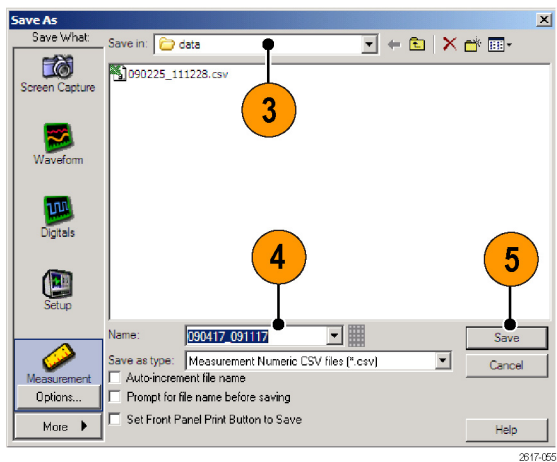 Save As
Save What:
Save in: data
090225_111228.csv
3
Screen Capture
Waveform
Digitals
Setup
4
5
Name: 090417_091117
Save
Save as type: Measurement Numeric CSV files (*.csv)
Cancel
Measurement
Auto-increment file name
Options...
Prompt for file name before saving
More
Set Front Panel Print Button to Save
Help
2617-055